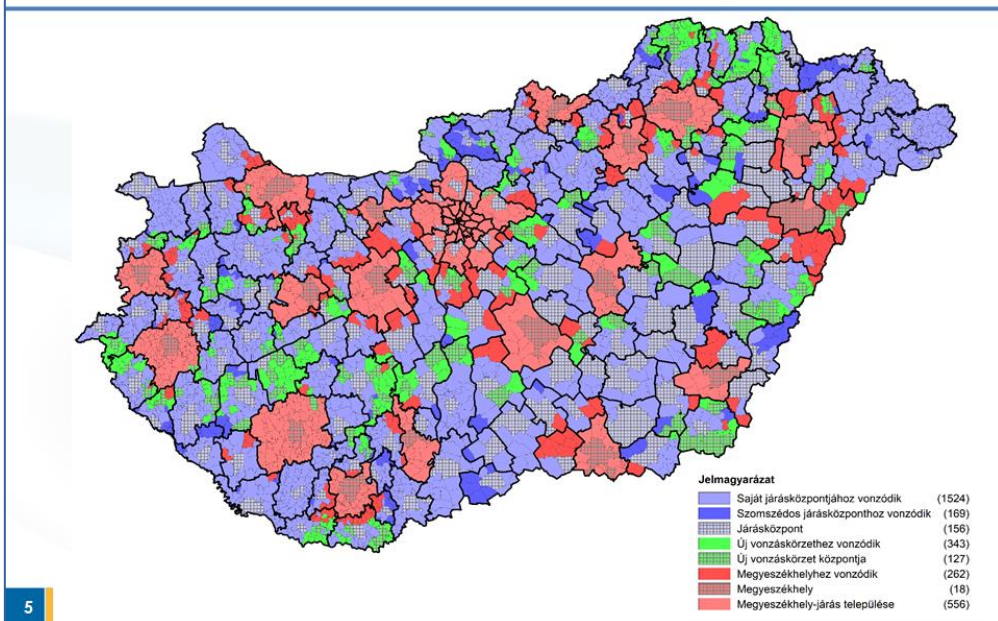 Jelmagyarázat
Saját járásközpontjához vonzódik (1524)
Szomszédos járásközponthoz vonzódik (169)
Járásközpont (156)
Új vonzáskörzethez vonzódik (343)
Új vonzáskörzet központja (127)
Megyeszékhelyhez vonzódik (262)
Megyeszékhely (18)
Megyeszékhely-járás települése (556)
5